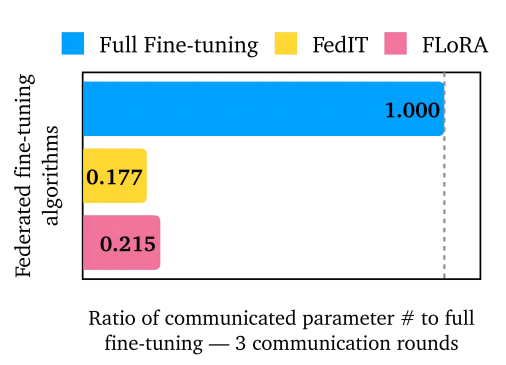 Full Fine-tuning FedIT FLoRA
Federated fine-tuning
algorithms
1.000
0.177
0.215
Ratio of communicated parameter # to full
fine-tuning — 3 communication rounds